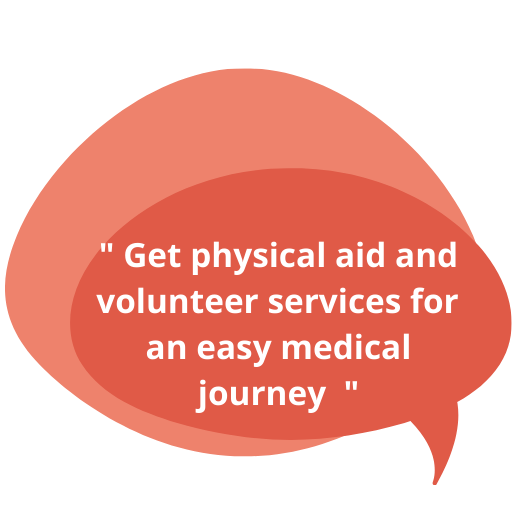 " Get physical aid and
volunteer services for
an easy medical
journey  "